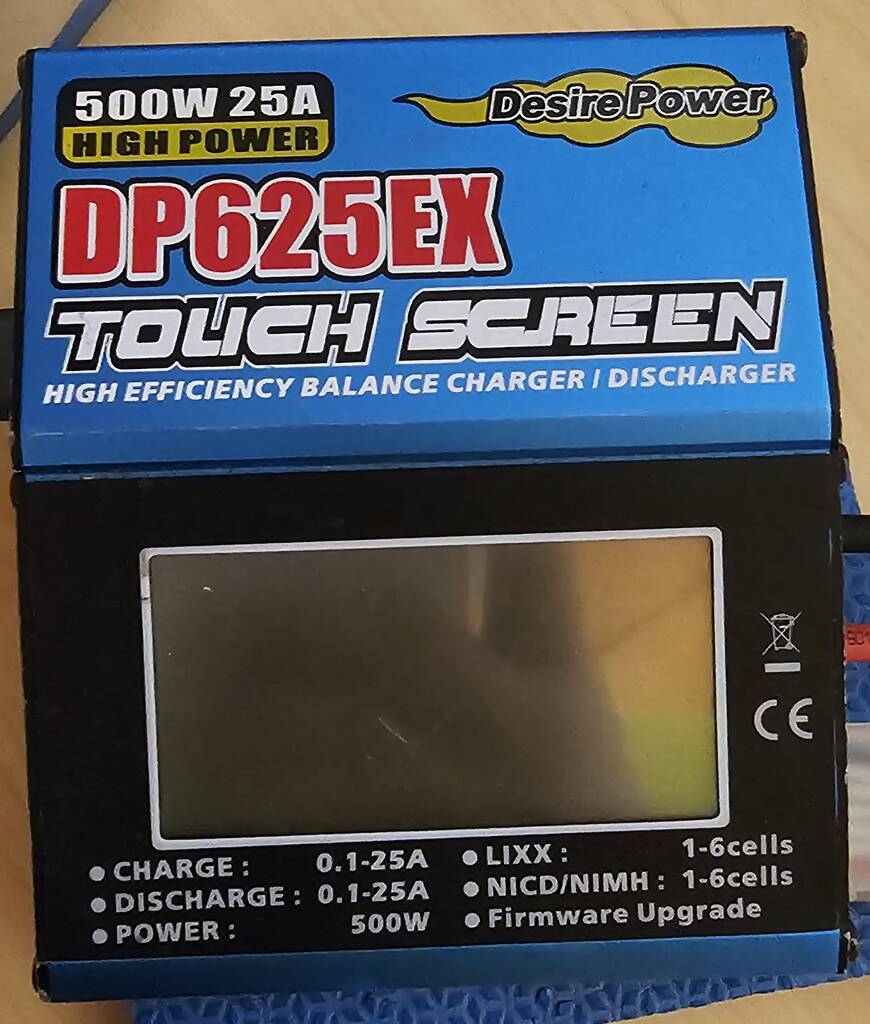 500W 25A
HIGH POWER
Desire Power
DP625EX
TOUCH SCREEN
HIGH EFFICIENCY BALANCE CHARGER / DISCHARGER
CE
● CHARGE : 0.1-25A
● DISCHARGE : 0.1-25A
● POWER : 500W
● LIXX : 1-6cells
● NICD/NIMH : 1-6cells
● Firmware Upgrade